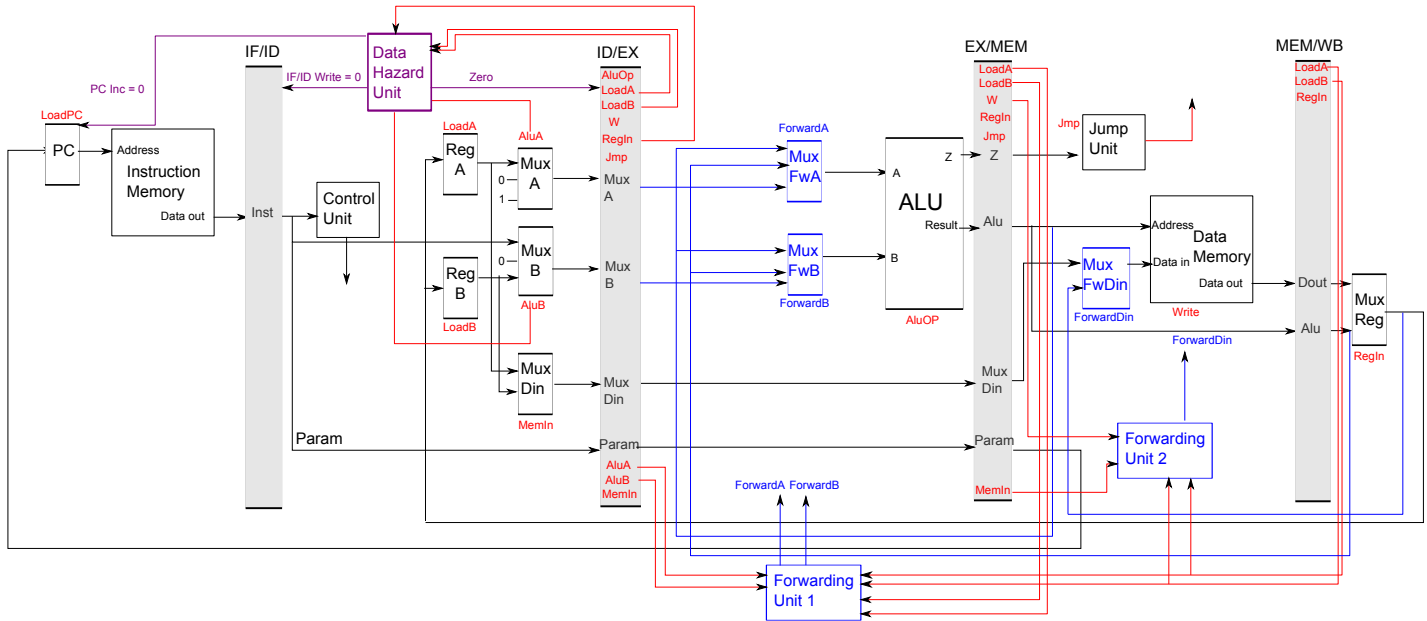 IF/ID
ID/EX
EX/MEM
MEM/WB
Data
Hazard
Unit
PC Inc = 0
IF/ID Write = 0
Zero
LoadPC
PC
Address
Instruction
Memory
Data out
Inst
Control
Unit
LoadA
Reg
A
Reg
B
LoadB
AluA
Mux
A
0
1
Mux
B
0
AluB
Mux
Din
MemIn
Param
AluOp
LoadA
LoadB
W
RegIn
Jmp
Mux
A
Mux
B
Mux
Din
Param
AluA
AluB
MemIn
ForwardA
Mux
FwA
Mux
FwB
ForwardB
A
B
Z
ALU
Result
AluOP
LoadA
LoadB
W
RegIn
Jmp
Z
Alu
Mux
Din
Param
MemIn
Jmp
Jump
Unit
Address
Data
Memory
Data in
Data out
Write
Mux
FwDin
ForwardDin
LoadA
LoadB
RegIn
Dout
Alu
Mux
Reg
RegIn
ForwardDin
Forwarding
Unit 2
ForwardA
ForwardB
Forwarding
Unit 1